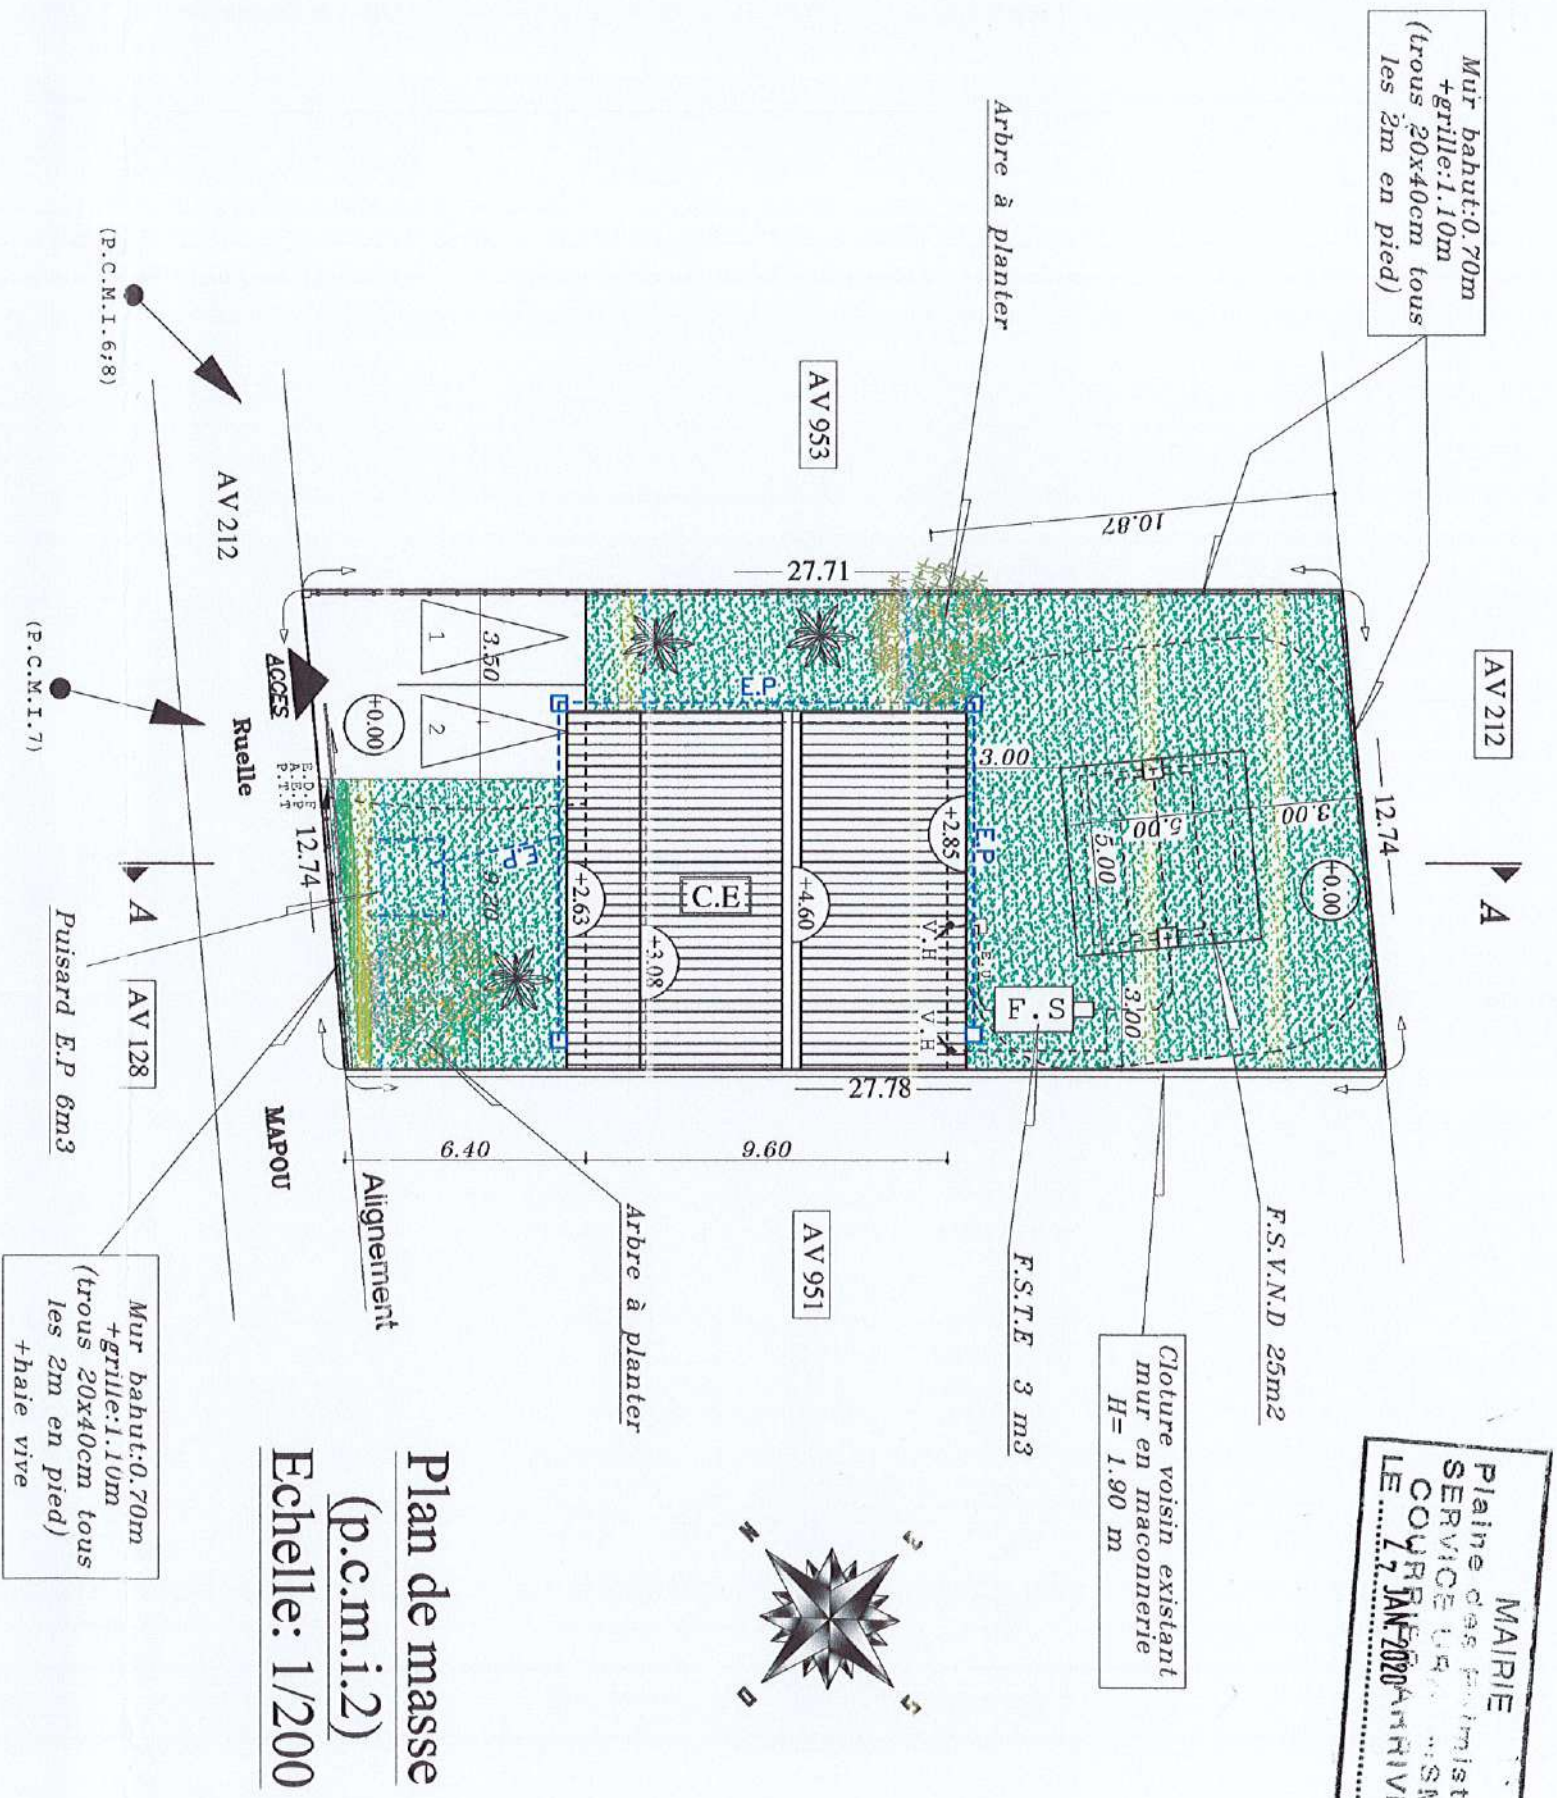 MAIRIE
Plaine des
SERVICE
COURRIER ARRIV
LE 27 JAN. 2020
Mur bahut:0.70m
+grille:1.10m
(trous 20x40cm tous
les 2m en pied)
AV 212
A
12.74
3.00
+0.00
10.87
Arbre à planter
AV 953
27.71
5.00
5.00
3.00
3.00
F.S
F.S.V.N.D 25m2
Cloture voisin existant
mur en maconnerie
H= 1.90 m
F.S.T.E 3 m3
E.P
E.U
V.H
V.H
+2.85
+4.60
C.E
+3.08
+2.63
E.P
27.78
AV 951
9.60
6.40
Arbre à planter
3.50
1
2
+0.00
E.P
9.20
ACCES
E.D.F
A.E.P
P.T.T
12.74
Alignement
AV 212
Ruelle
MAPOU
A
AV 128
(P.C.M.I.6;8)
(P.C.M.I.7)
Puisard E.P 6m3
Mur bahut:0.70m
+grille:1.10m
(trous 20x40cm tous
les 2m en pied)
+haie vive
N
E
S
O
Plan de masse
(p.c.m.i.2)
Echelle: 1/200